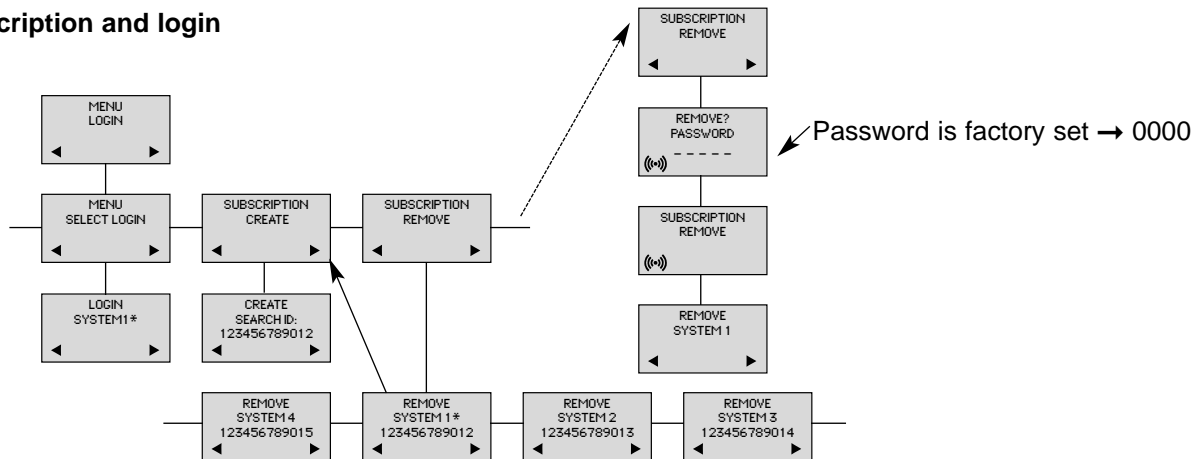 cription and login
SUBSCRIPTION
REMOVE
MENU
LOGIN
REMOVE?
PASSWORD
- - - - -
Password is factory set → 0000
MENU
SELECT LOGIN
SUBSCRIPTION
CREATE
SUBSCRIPTION
REMOVE
SUBSCRIPTION
REMOVE
LOGIN
SYSTEM1*
CREATE
SEARCH ID:
123456789012
REMOVE
SYSTEM 1
REMOVE
SYSTEM 4
123456789015
REMOVE
SYSTEM 1*
123456789012
REMOVE
SYSTEM 2
123456789013
REMOVE
SYSTEM 3
123456789014